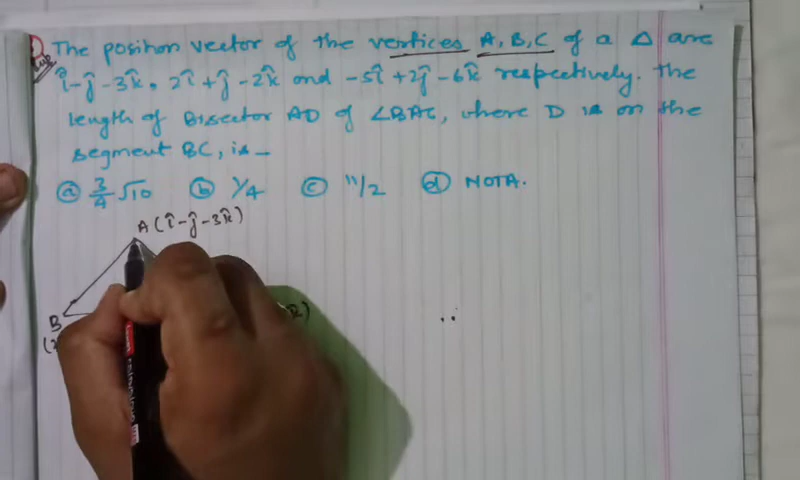 The position vector of the vertices A, B, C of a Δ are
î-ĵ-3k̂, 2î+ĵ-2k̂ and -5î+2ĵ-6k̂ respectively. The
length of Bisector AD of ∠BAC, where D is on the
segment BC, is -
ⓐ 3/4 √10 ⓑ 1/4 ⓒ 11/2 ⓓ NOTA.
A (î-ĵ-3k̂)
B